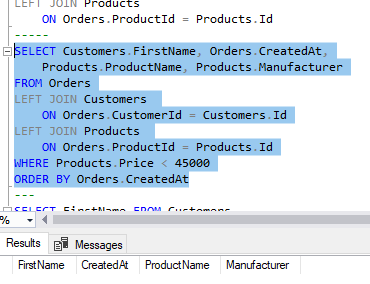 LEFT JOIN Products
ON Orders.ProductId = Products.Id
-----
SELECT Customers.FirstName, Orders.CreatedAt,
Products.ProductName, Products.Manufacturer
FROM Orders
LEFT JOIN Customers
ON Orders.CustomerId = Customers.Id
LEFT JOIN Products
ON Orders.ProductId = Products.Id
WHERE Products.Price < 45000
ORDER BY Orders.CreatedAt
---
SELECT FirstName FROM Customers
%
Results Messages
FirstName CreatedAt ProductName Manufacturer